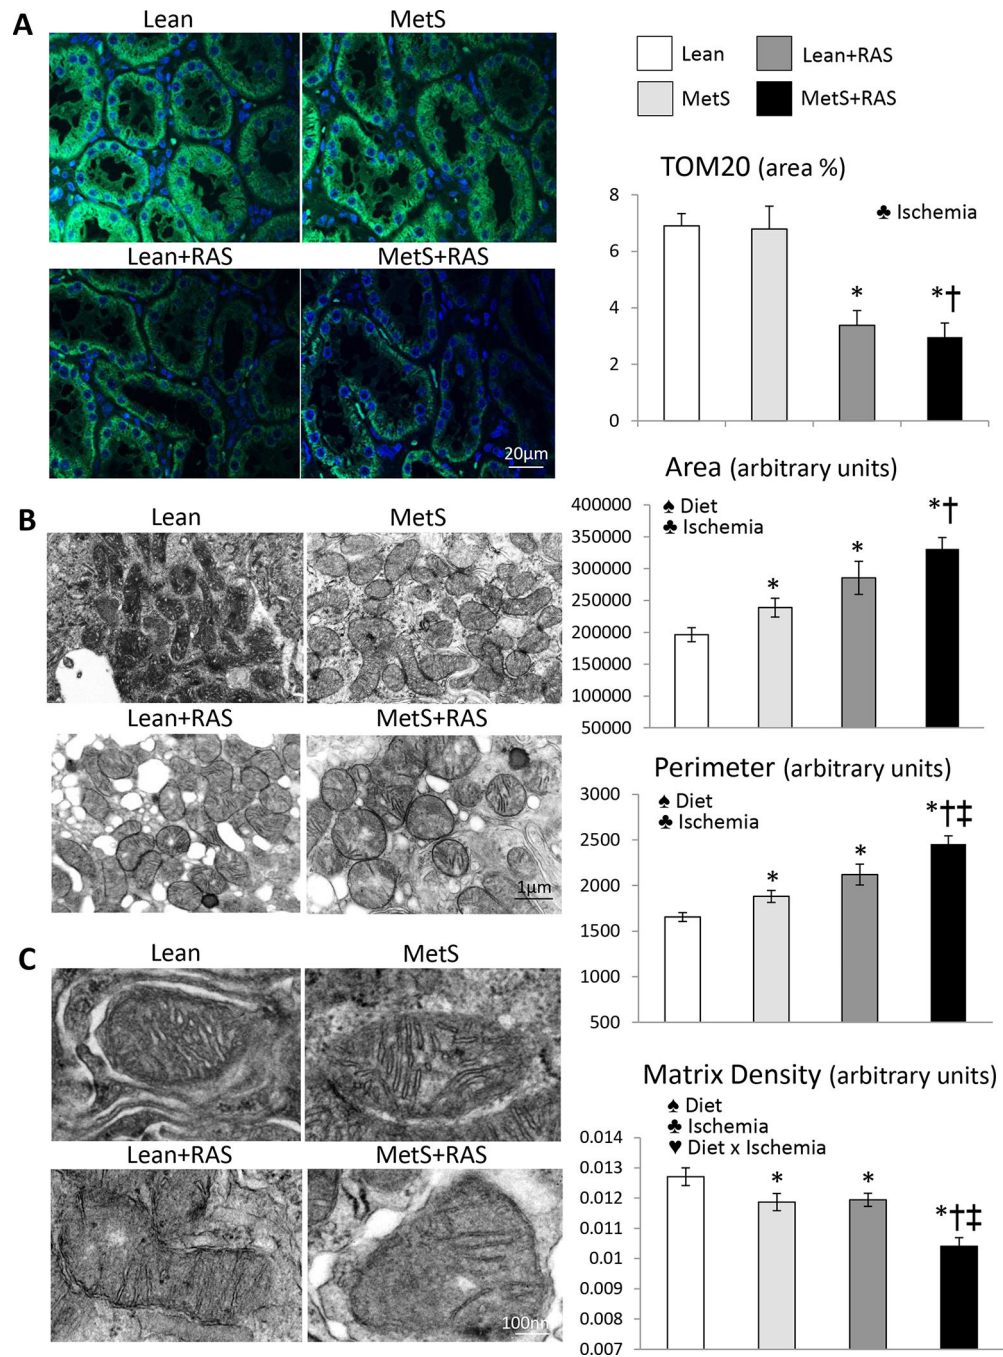 A
Lean
MetS
Lean+RAS
MetS+RAS
20μm
Lean
Lean+RAS
MetS
MetS+RAS
TOM20 (area %)
♣ Ischemia
8
6
4
2
0
*
*†
B
Lean
MetS
Lean+RAS
MetS+RAS
1μm
Area (arbitrary units)
♠ Diet
♣ Ischemia
400000
350000
300000
250000
200000
150000
100000
50000
*
*
*†
Perimeter (arbitrary units)
♠ Diet
♣ Ischemia
3000
2500
2000
1500
1000
500
*
*
*†‡
C
Lean
MetS
Lean+RAS
MetS+RAS
100nm
Matrix Density (arbitrary units)
♠ Diet
♣ Ischemia
♥ Diet x Ischemia
0.014
0.013
0.012
0.011
0.01
0.009
0.008
0.007
*
*
*†‡